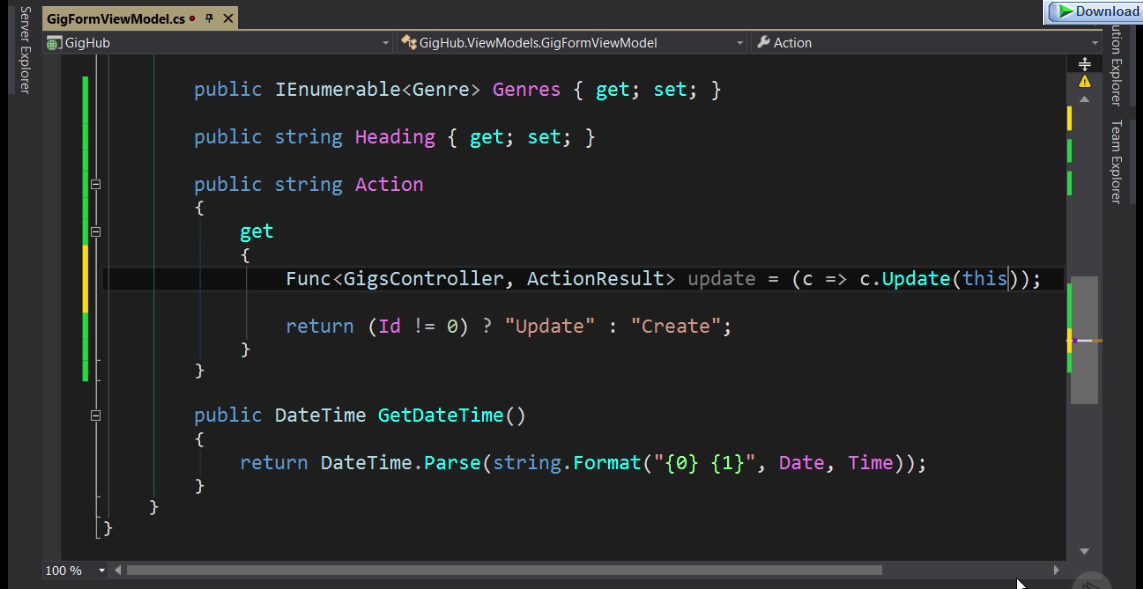 Server Explorer
GigFormViewModel.cs
Download
GigHub
GigHub.ViewModels.GigFormViewModel
Action
ution Explorer
Team Explorer
public IEnumerable<Genre> Genres { get; set; }
public string Heading { get; set; }
public string Action
{
get
{
Func<GigsController, ActionResult> update = (c => c.Update(this));
return (Id != 0) ? "Update" : "Create";
}
}
public DateTime GetDateTime()
{
return DateTime.Parse(string.Format("{0} {1}", Date, Time));
}
}
}
100 %